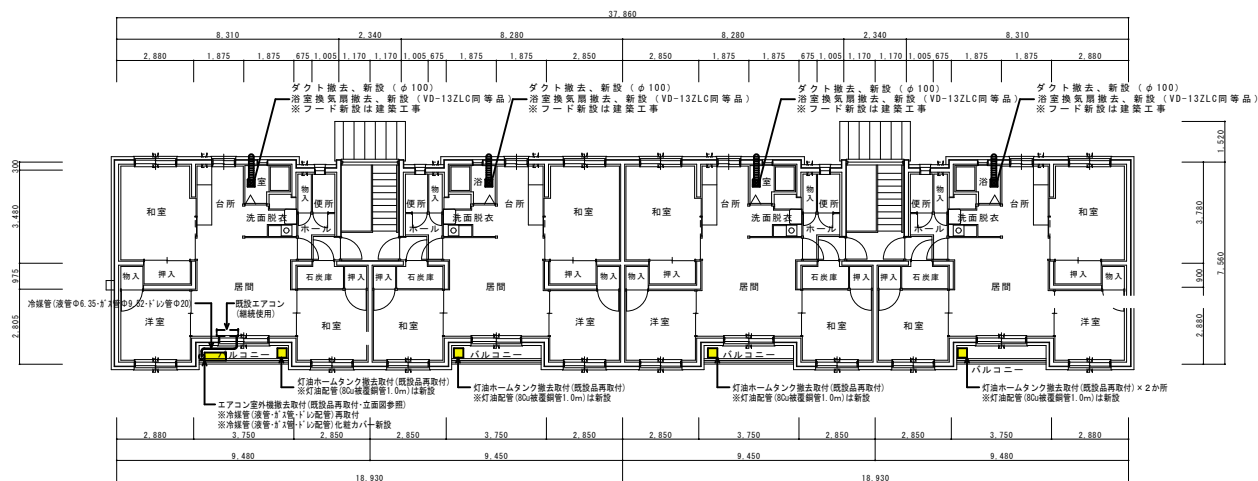 37,860
8,310 2,340 8,280 8,280 2,340 8,310
2,880 1,875 1,875 675 1,005 1,170 1,170 1,005 675 1,875 1,875 2,850 2,850 1,875 1,875 675 1,005 1,170 1,170 1,005 675 1,875 1,875 2,880
ダクト撤去、新設（φ100）
浴室換気扇撤去、新設（VD-13ZLC同等品）
※フード新設は建築工事
ダクト撤去、新設（φ100）
浴室換気扇撤去、新設（VD-13ZLC同等品）
※フード新設は建築工事
ダクト撤去、新設（φ100）
浴室換気扇撤去、新設（VD-13ZLC同等品）
※フード新設は建築工事
ダクト撤去、新設（φ100）
浴室換気扇撤去、新設（VD-13ZLC同等品）
※フード新設は建築工事
300
3,480
975
2,805
1,520
3,780
7,560
900
2,880
和室 台所 室 洗面脱衣 物入 便所 ホール
物入 便所 ホール 浴 洗面脱衣 台所 和室
和室 台所 室 洗面脱衣 物入 便所 ホール
物入 便所 ホール 浴 洗面脱衣 台所 和室
物入 押入 居間 石炭庫 押入
押入 石炭庫 居間 押入 物入
物入 押入 居間 石炭庫 押入
押入 石炭庫 居間 押入 物入
洋室 和室 和室 洋室 洋室 和室 和室 洋室
冷媒管(液管Φ6.35・ガス管Φ9.52・ドレン管Φ20)
既設エアコン
(継続使用)
バルコニー
バルコニー
バルコニー
バルコニー
灯油ホームタンク撤去取付(既設品再取付)
※灯油配管(8Cu被覆銅管1.0m)は新設
エアコン室外機撤去取付(既設品再取付・立面図参照)
※冷媒管(液管・ガス管・ドレン配管)再取付
※冷媒管(液管・ガス管・ドレン配管)化粧カバー新設
灯油ホームタンク撤去取付(既設品再取付)
※灯油配管(8Cu被覆銅管1.0m)は新設
灯油ホームタンク撤去取付(既設品再取付)
※灯油配管(8Cu被覆銅管1.0m)は新設
灯油ホームタンク撤去取付(既設品再取付)×2か所
※灯油配管(8Cu被覆銅管1.0m)は新設
2,880 3,750 2,850 2,850 3,750 2,850 2,850 3,750 2,850 2,850 3,750 2,880
9,480 9,450 9,450 9,480
18,930 18,930